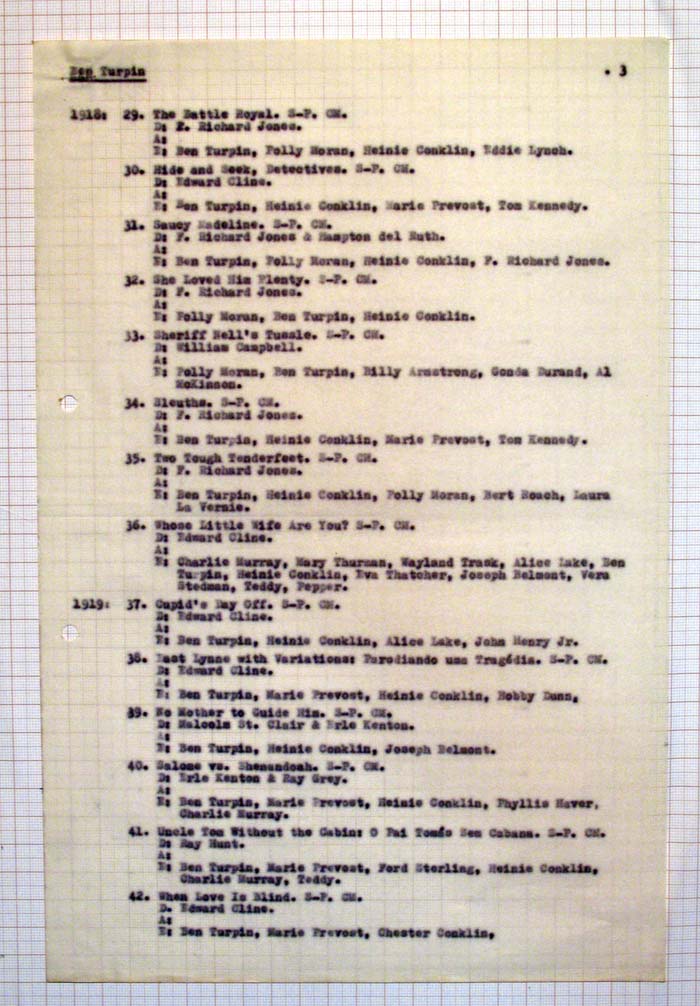 Ben Turpin
. 3
1918: 29. The Battle Royal. S-P. CM.
D: F. Richard Jones.
A:
E: Ben Turpin, Polly Moran, Heinie Conklin, Eddie Lynch.
30. Hide and Seek, Detectives. S-P. CM.
D: Edward Cline.
A:
E: Ben Turpin, Heinie Conklin, Marie Prevost, Tom Kennedy.
31. Saucy Madeline. S-P. CM.
D: F. Richard Jones & Hampton del Ruth.
A:
E: Ben Turpin, Polly Moran, Heinie Conklin, F. Richard Jones.
32. She Loved Him Plenty. S-P. CM.
D: F. Richard Jones.
A:
E: Polly Moran, Ben Turpin, Heinie Conklin.
33. Sheriff Nell's Tussle. S-P. CM.
D: William Campbell.
A:
E: Polly Moran, Ben Turpin, Billy Armstrong, Gonda Durand, Al
McKinson.
34. Sleuths. S-P. CM.
D: F. Richard Jones.
A:
E: Ben Turpin, Heinie Conklin, Marie Prevost, Tom Kennedy.
35. Two Tough Tenderfeet. S-P. CM.
D: F. Richard Jones.
A:
E: Ben Turpin, Heinie Conklin, Polly Moran, Bert Roach, Laura
La Vernie.
36. Whose Little Wife Are You? S-P. CM.
D: Edward Cline.
A:
E: Charlie Murray, Mary Thurman, Wayland Trask, Alice Lake, Ben
Turpin, Heinie Conklin, Eva Thatcher, Joseph Belmont, Vera
Stedman, Teddy, Pepper.
1919: 37. Cupid's Day Off. S-P. CM.
D: Edward Cline.
A:
E: Ben Turpin, Heinie Conklin, Alice Lake, John Henry Jr.
38. East Lynne with Variations: Parodiando uma Tragédia. S-P. CM.
D: Edward Cline.
A:
E: Ben Turpin, Marie Prevost, Heinie Conklin, Bobby Dunn,
39. No Mother to Guide Him. S-P. CM.
D: Malcolm St. Clair & Erle Kenton.
A:
E: Ben Turpin, Heinie Conklin, Joseph Belmont.
40. Salome vs. Shenandoah. S-P. CM.
D: Erle Kenton & Ray Grey.
A:
E: Ben Turpin, Marie Prevost, Heinie Conklin, Phyllis Haver,
Charlie Murray.
41. Uncle Tom Without the Cabin: O Pai Tomás Sem Cabana. S-P. CM.
D: Ray Hunt.
A:
E: Ben Turpin, Marie Prevost, Ford Sterling, Heinie Conklin,
Charlie Murray, Teddy.
42. When Love Is Blind. S-P. CM.
D. Edward Cline.
A:
E: Ben Turpin, Marie Prevost, Chester Conklin,